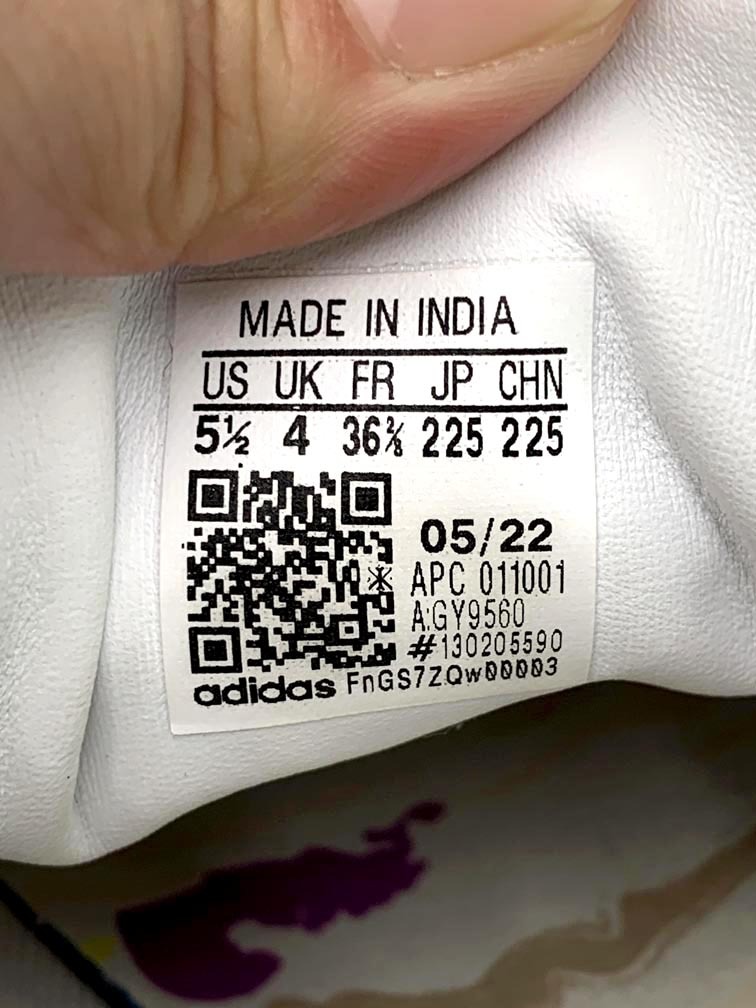 MADE IN INDIA
US UK FR JP CHN
5½ 4 36⅔ 225 225
05/22
APC 011001
A:GY9560
#130205590
adidas FnGS7ZQw00003